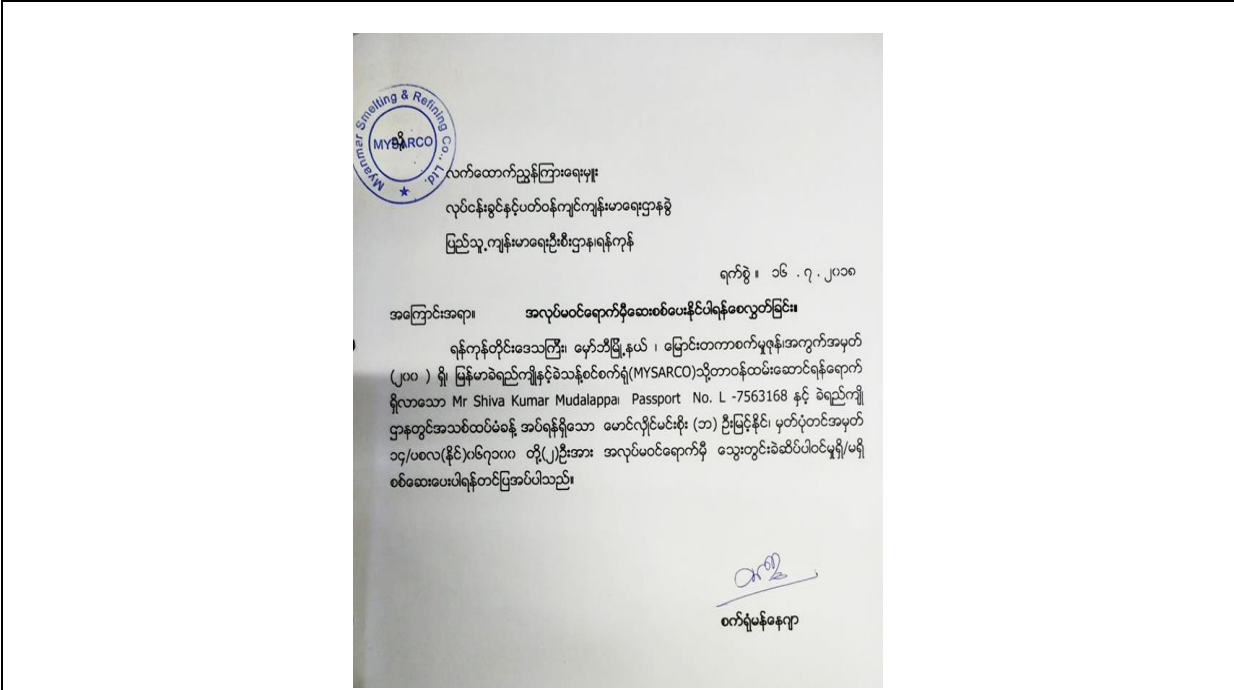 Myanmar Smelting & Refining Co., Ltd.
MYSARCO
သို့
လက်ထောက်ညွှန်ကြားရေးမှူး
လုပ်ငန်းခွင်နှင့်ပတ်ဝန်းကျင်ကျန်းမာရေးဌာနခွဲ
ပြည်သူ့ကျန်းမာရေးဦးစီးဌာန၊ရန်ကုန်
ရက်စွဲ ။ ၁၆ . ၇ . ၂၀၁၈
အကြောင်းအရာ။ အလုပ်မဝင်ရောက်မှီဆေးစစ်ပေးနိုင်ပါရန်စေလွှတ်ခြင်း။
ရန်ကုန်တိုင်းဒေသကြီး၊ မှော်ဘီမြို့နယ် ၊ မြောင်းတကာစက်မှုဇုန်၊အကွက်အမှတ်
(၂၀၀ ) ရှိ၊ မြန်မာခဲရည်ကျိုနှင့်ခဲသန့်စင်စက်ရုံ(MYSARCO)သို့တာဝန်ထမ်းဆောင်ရန်ရောက်
ရှိလာသော Mr Shiva Kumar Mudalappa၊ Passport No. L -7563168 နှင့် ခဲရည်ကျို
ဌာနတွင်အသစ်ထပ်မံခန့် အပ်ရန်ရှိသော မောင်လှိုင်မင်းစိုး (ဘ) ဦးမြင့်နိုင်၊ မှတ်ပုံတင်အမှတ်
၁၄/ပစလ(နိုင်)၀၆၇၁၀၀ တို့(၂)ဦးအား အလုပ်မဝင်ရောက်မှီ သွေးတွင်းခဲဆိပ်ပါဝင်မှုရှိ/မရှိ
စစ်ဆေးပေးပါရန်တင်ပြအပ်ပါသည်။
စက်ရုံမန်နေဂျာ